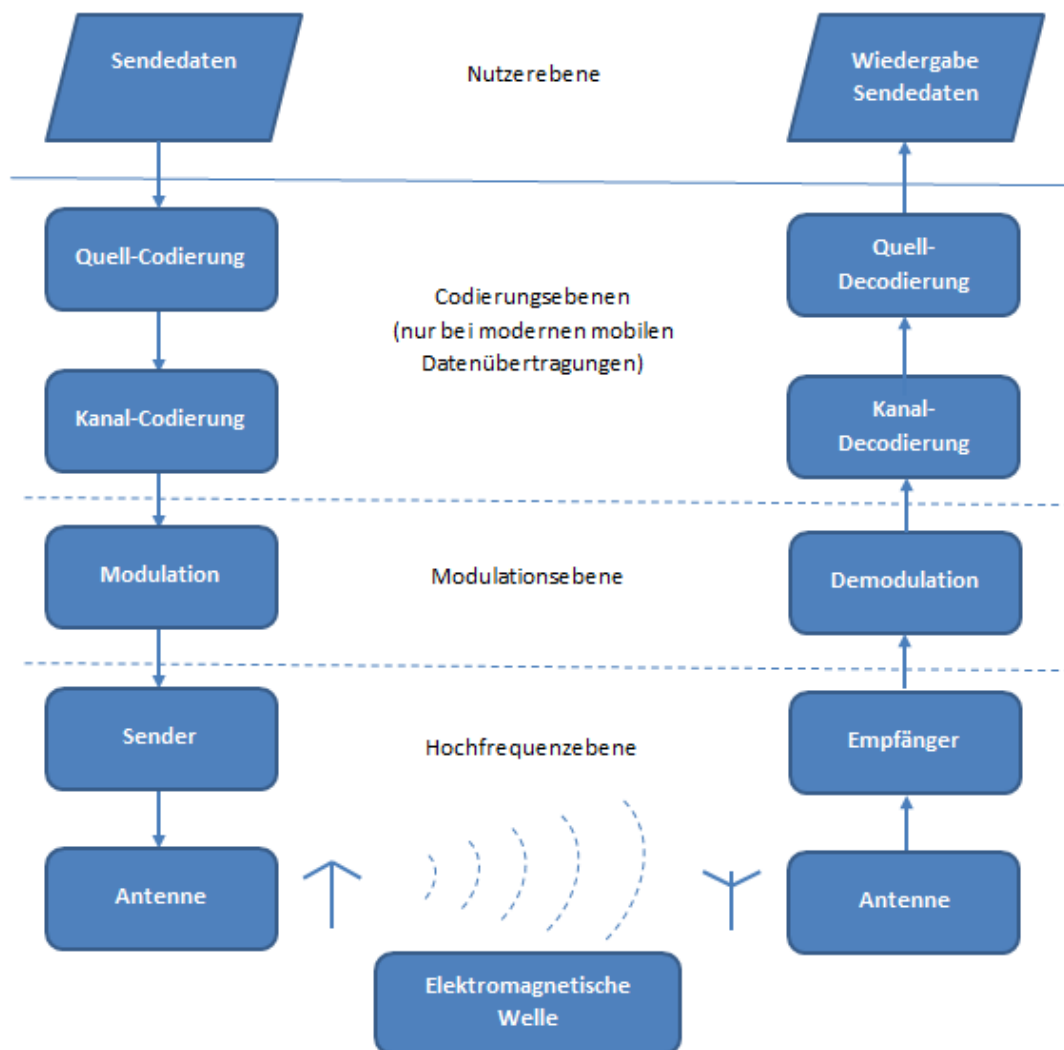 Sendedaten
Nutzerebene
Wiedergabe
Sendedaten
Quell-Codierung
Quell-
Decodierung
Codierungsebenen
(nur bei modernen mobilen
Datenübertragungen)
Kanal-Codierung
Kanal-
Decodierung
Modulation
Modulationsebene
Demodulation
Sender
Hochfrequenzebene
Empfänger
Antenne
Antenne
Elektromagnetische
Welle